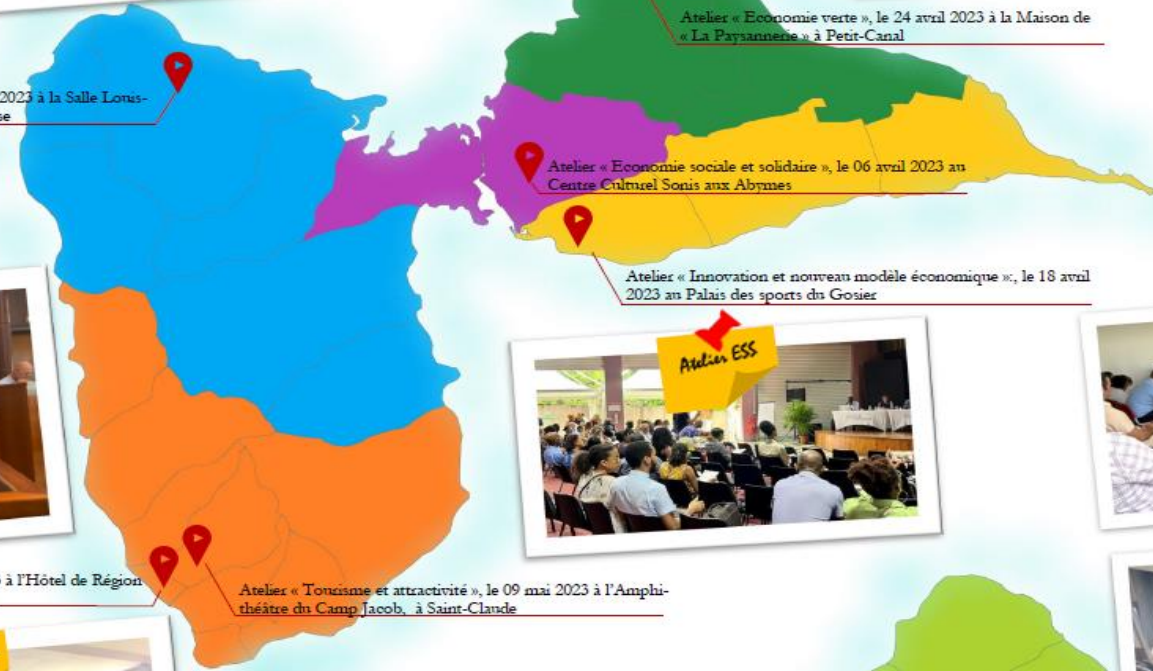 Atelier « Economie verte », le 24 avril 2023 à la Maison de
« La Paysannerie » à Petit-Canal
2023 à la Salle Louis-
se
Atelier « Economie sociale et solidaire », le 06 avril 2023 au
Centre Culturel Sonis aux Abymes
Atelier « Innovation et nouveau modèle économique »:, le 18 avril
2023 au Palais des sports du Gosier
Atelier ESS
à l'Hôtel de Région
Atelier « Tourisme et attractivité », le 09 mai 2023 à l'Amphi-
théâtre du Camp Jacob, à Saint-Claude